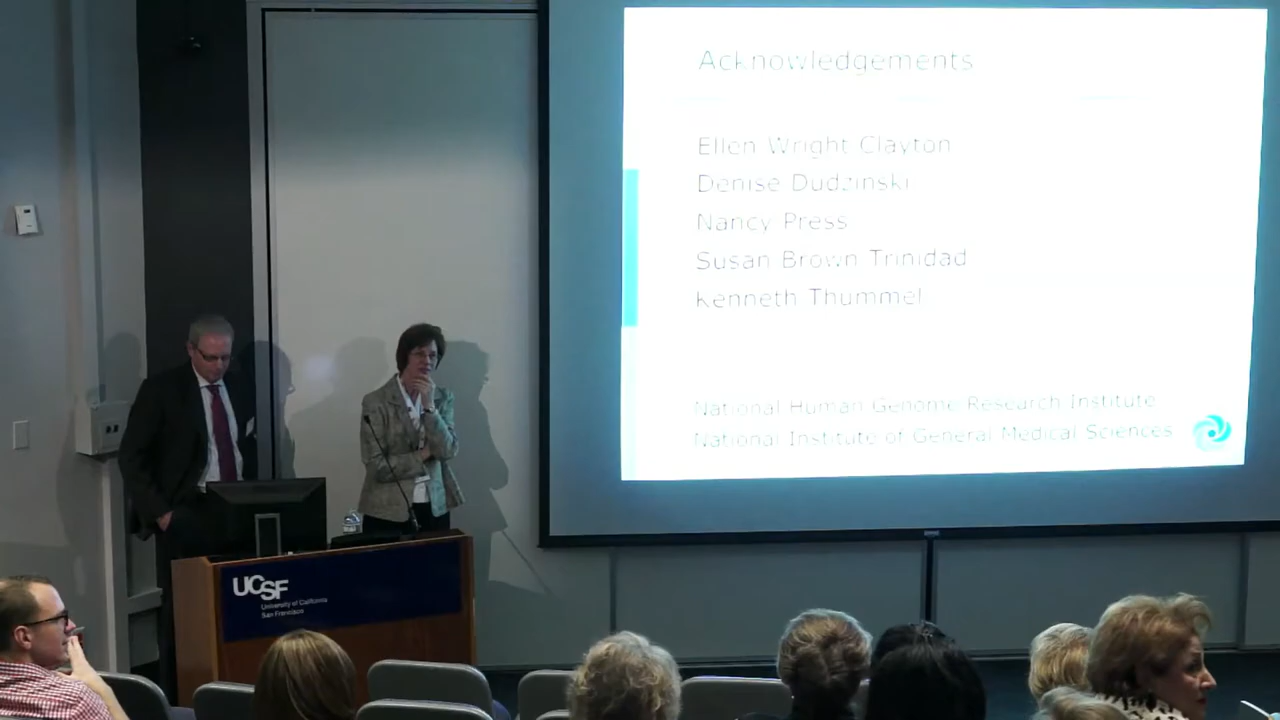 Acknowledgements
Ellen Wright Clayton
Denise Dudzinski
Nancy Press
Susan Brown Trinidad
Kenneth Thummel
National Human Genome Research Institute
National Institute of General Medical Sciences
UCSF
University of California
San Francisco